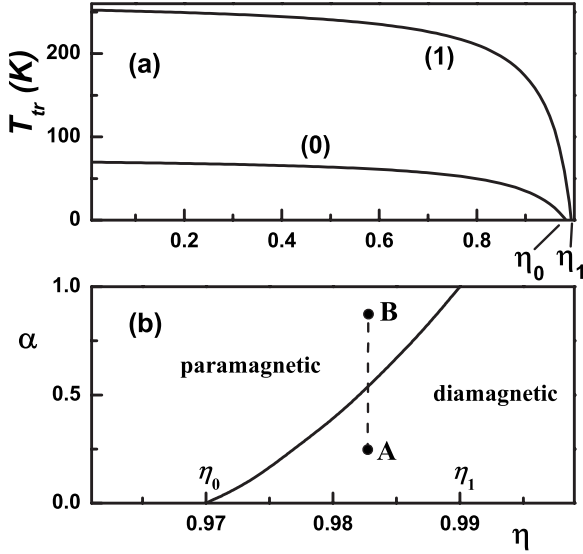 T_tr (K)
200
100
0
(a)
(1)
(0)
0.2 0.4 0.6 0.8
η₀ η₁
α
1.0
0.5
0.0
(b)
B
paramagnetic
diamagnetic
A
η₀ η₁
0.97 0.98 0.99
η